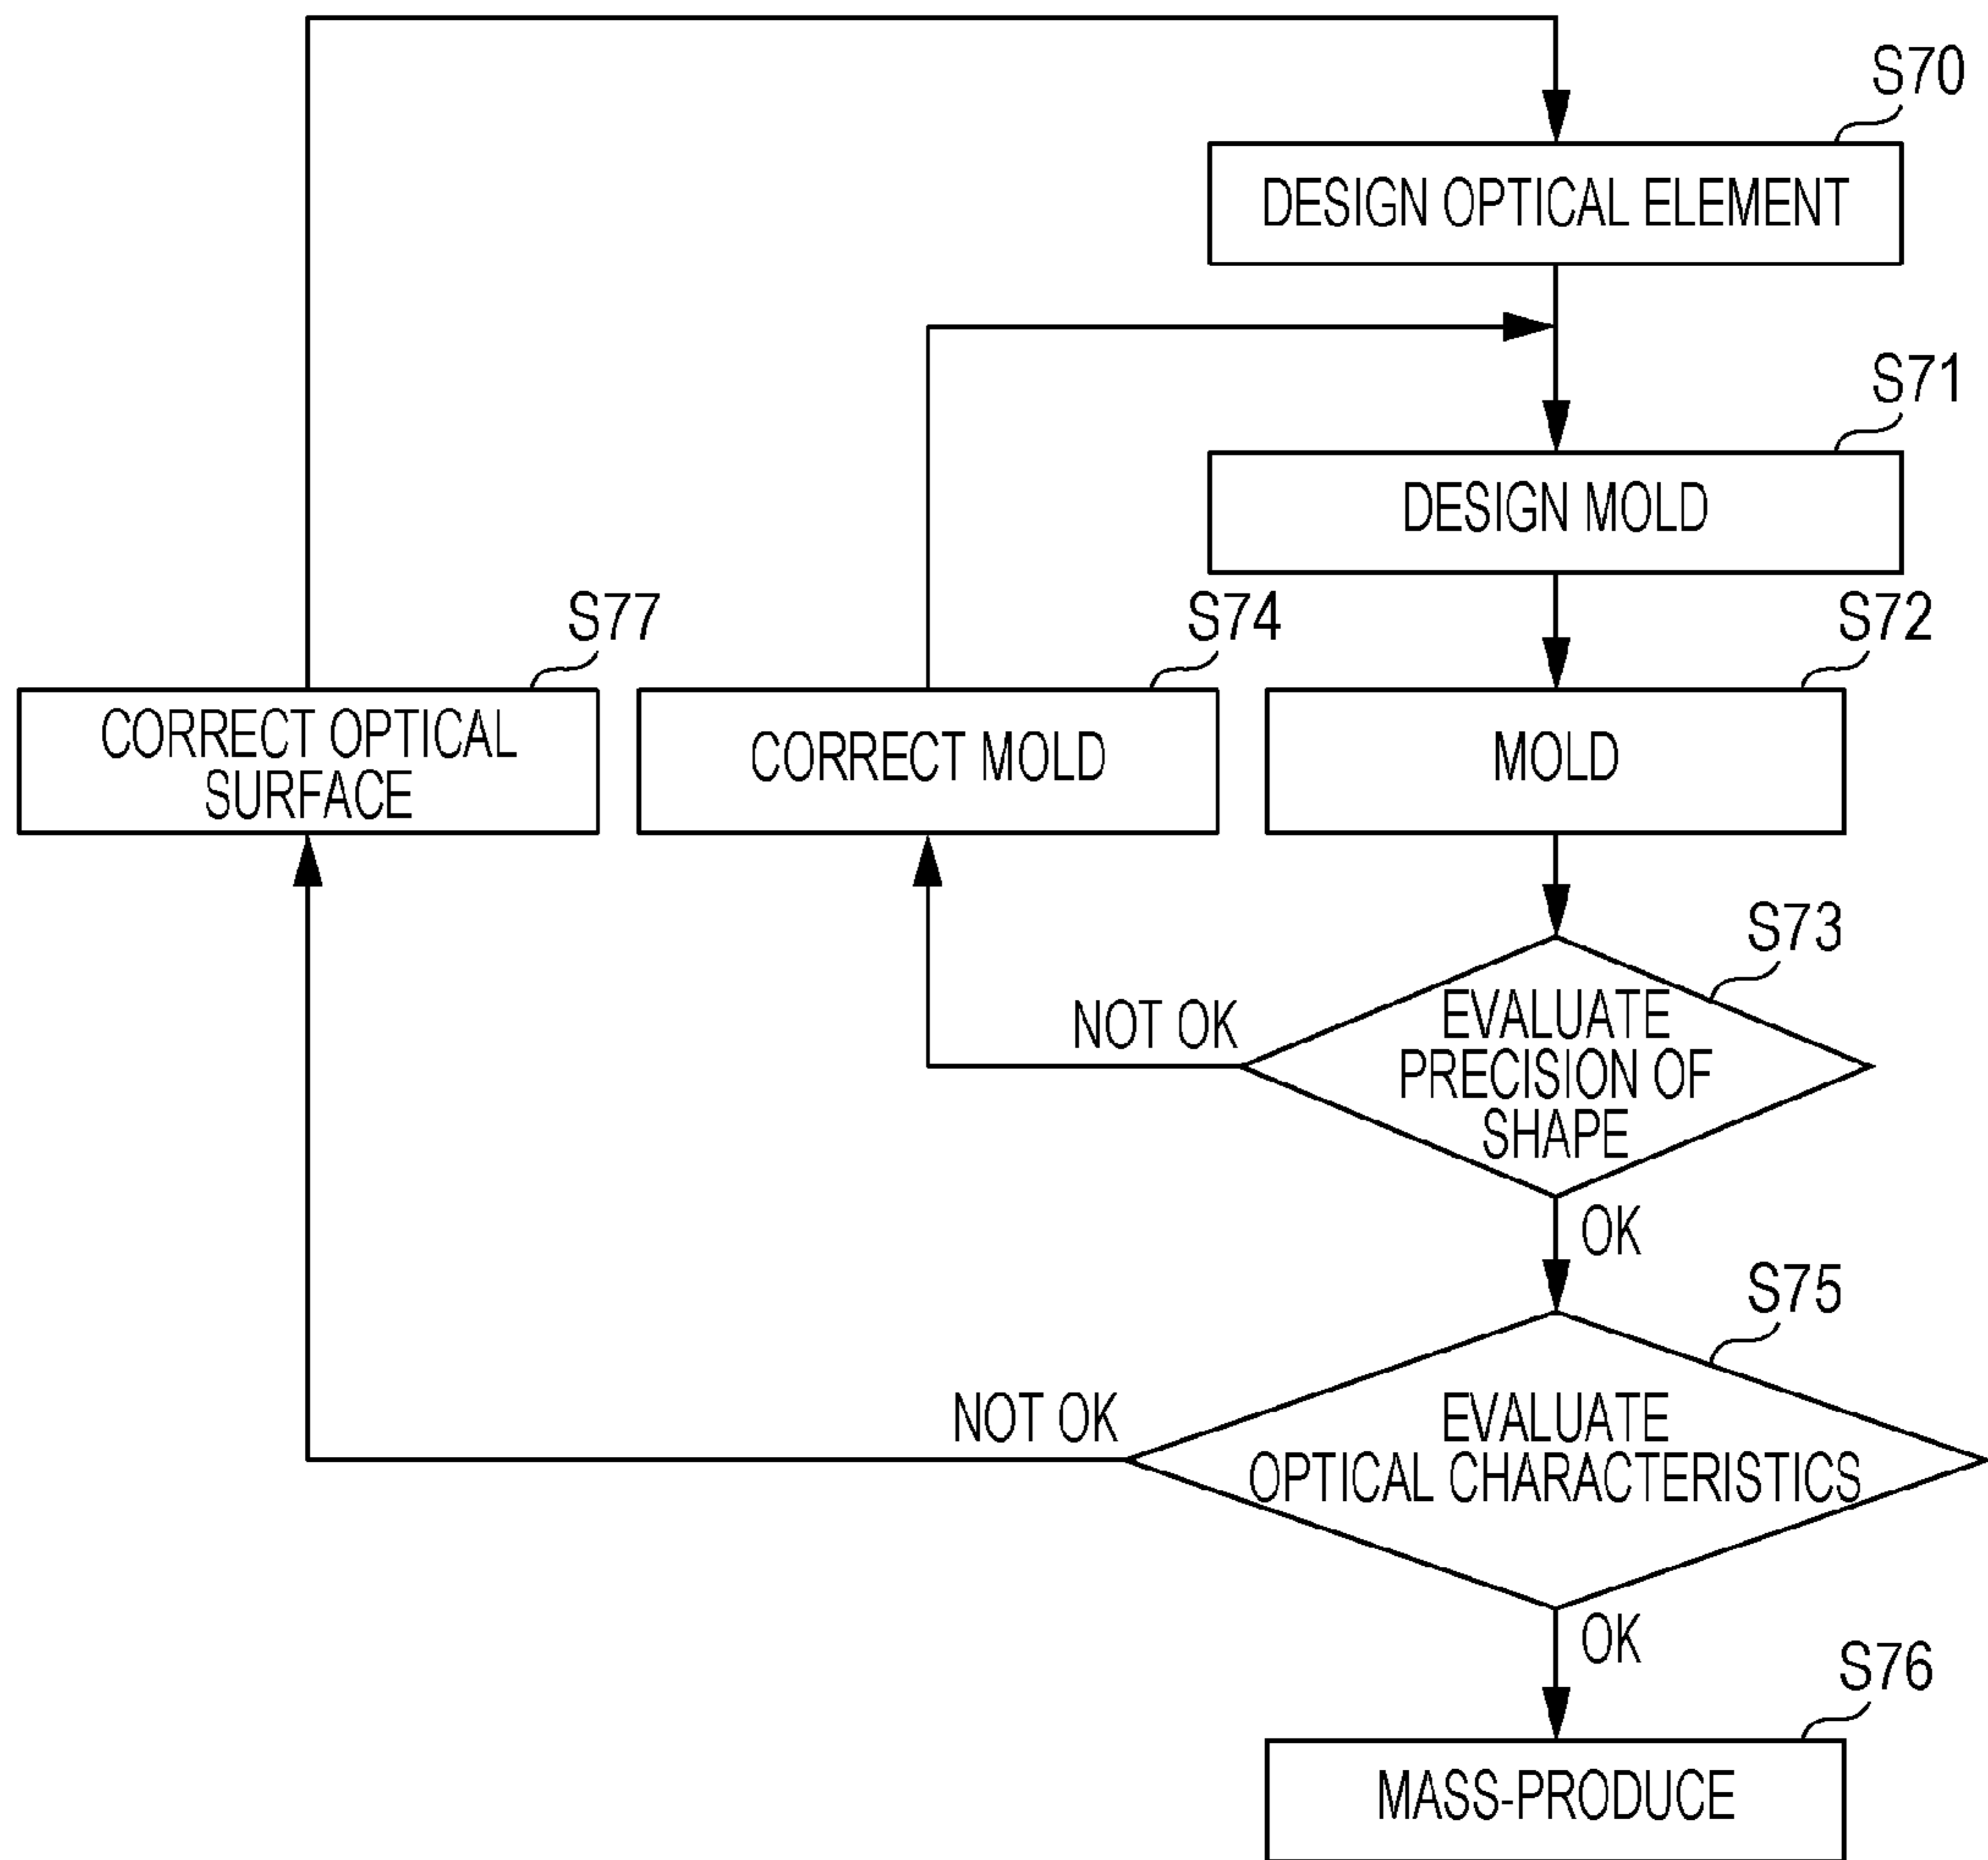 S70
DESIGN OPTICAL ELEMENT
S71
DESIGN MOLD
S77
S74
S72
CORRECT OPTICAL
SURFACE
CORRECT MOLD
MOLD
S73
NOT OK
EVALUATE
PRECISION OF
SHAPE
OK
S75
NOT OK
EVALUATE
OPTICAL CHARACTERISTICS
OK
S76
MASS-PRODUCE